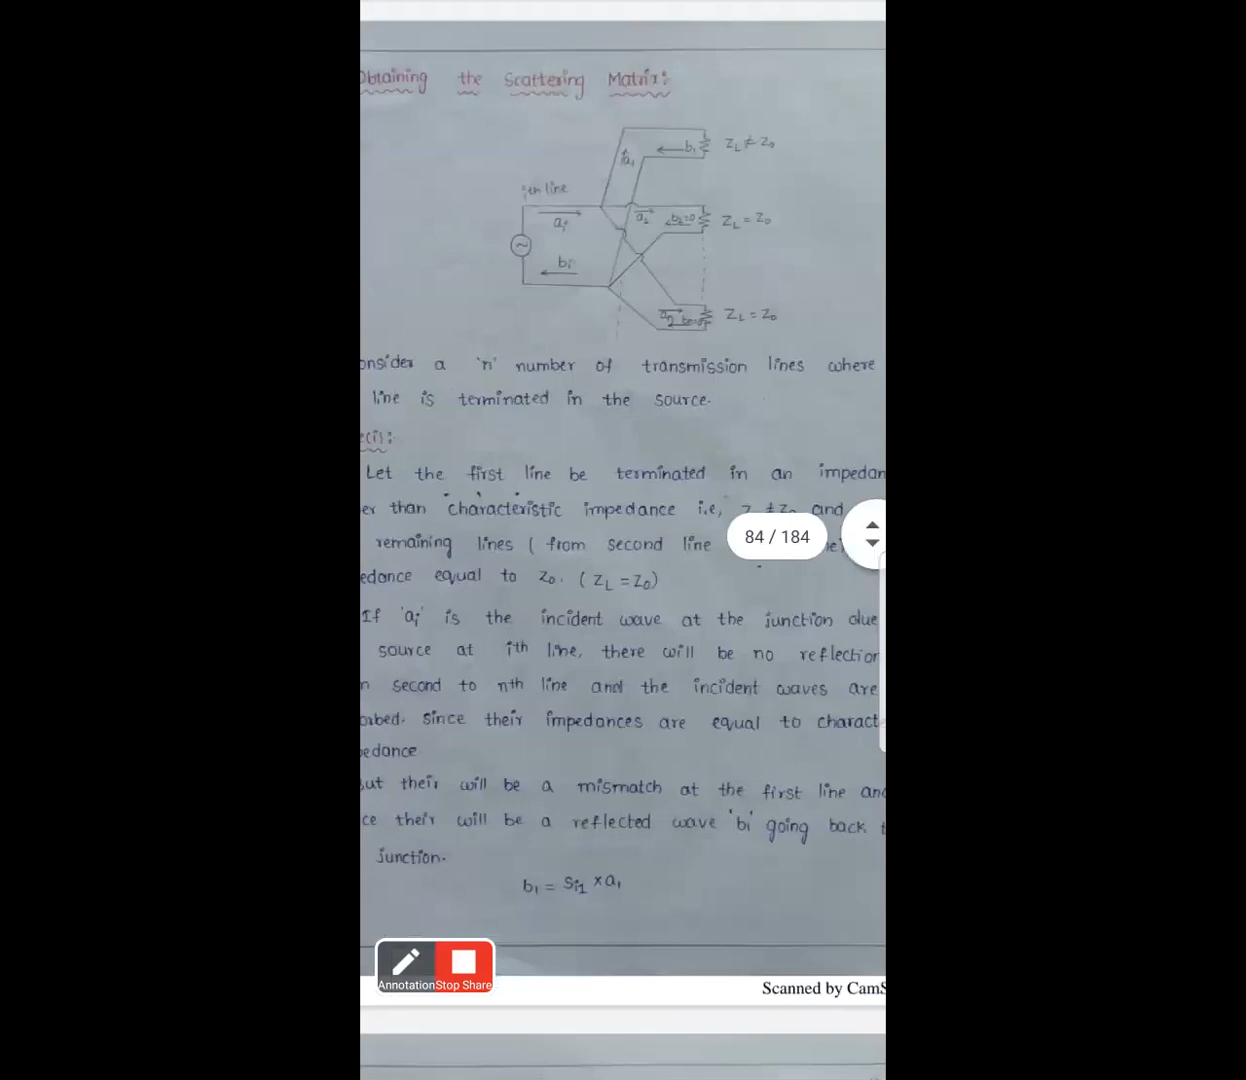 Obtaining the Scattering Matrix:
b₁ Z_L ≠ Z₀
a₁
ith line
a₂ b₂=0 Z_L = Z₀
aᵢ
bᵢ
Z_L = Z₀
onsider a 'n' number of transmission lines where
line is terminated in the source.
e(i):
Let the first line be terminated in an impedan
er than characteristic impedance i.e, Z ≠ Z₀ and
84 / 184
remaining lines ( from second line
edance equal to Z₀. ( Z_L = Z₀)
If 'aᵢ' is the incident wave at the junction due
source at ith line, there will be no reflection
n second to nth line and the incident waves are
orbed. since their impedances are equal to charact
edance
But their will be a mismatch at the first line and
ce their will be a reflected wave 'bi' going back t
junction.
b₁ = Sᵢ₁ × a₁
Annotation Stop Share
Scanned by CamS